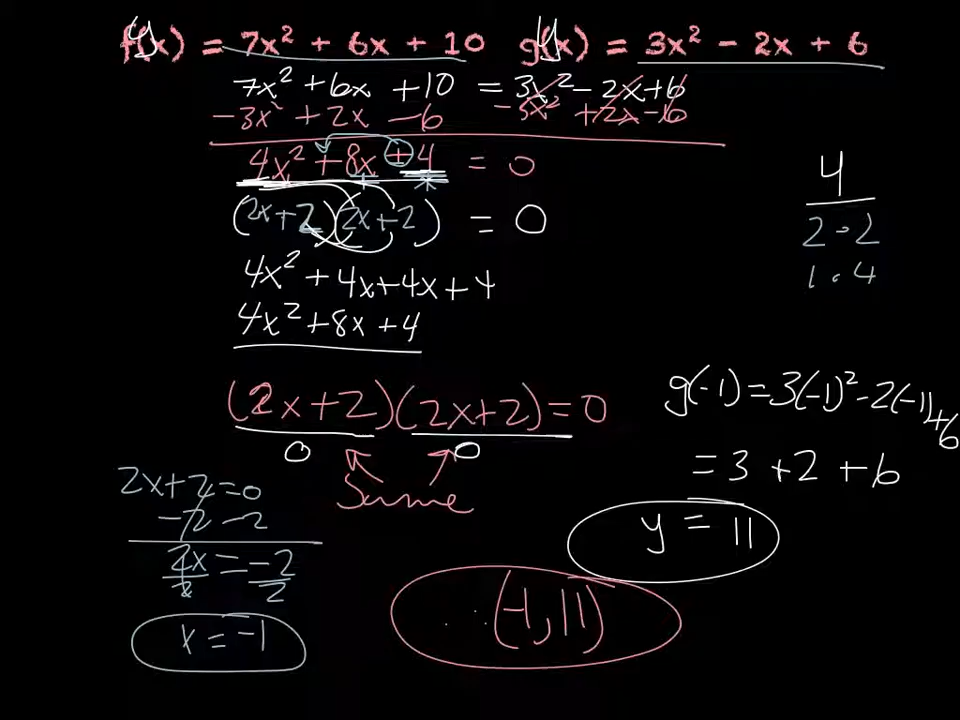 f(x) = 7x² + 6x + 10 g(x) = 3x² - 2x + 6
y y
7x² + 6x + 10 = 3x² - 2x + 6
-3x² + 2x - 6 -3x² + 2x - 6
4x² + 8x + 4 = 0
(2x + 2)(2x + 2) = 0
4x² + 4x + 4x + 4
4x² + 8x + 4
4
2 · 2
1 · 4
(2x + 2)(2x + 2) = 0
0 0
Same
2x + 2 = 0
-2 -2
2x = -2
2 2
x = -1
g(-1) = 3(-1)² - 2(-1) + 6
= 3 + 2 + 6
y = 11
(-1, 11)